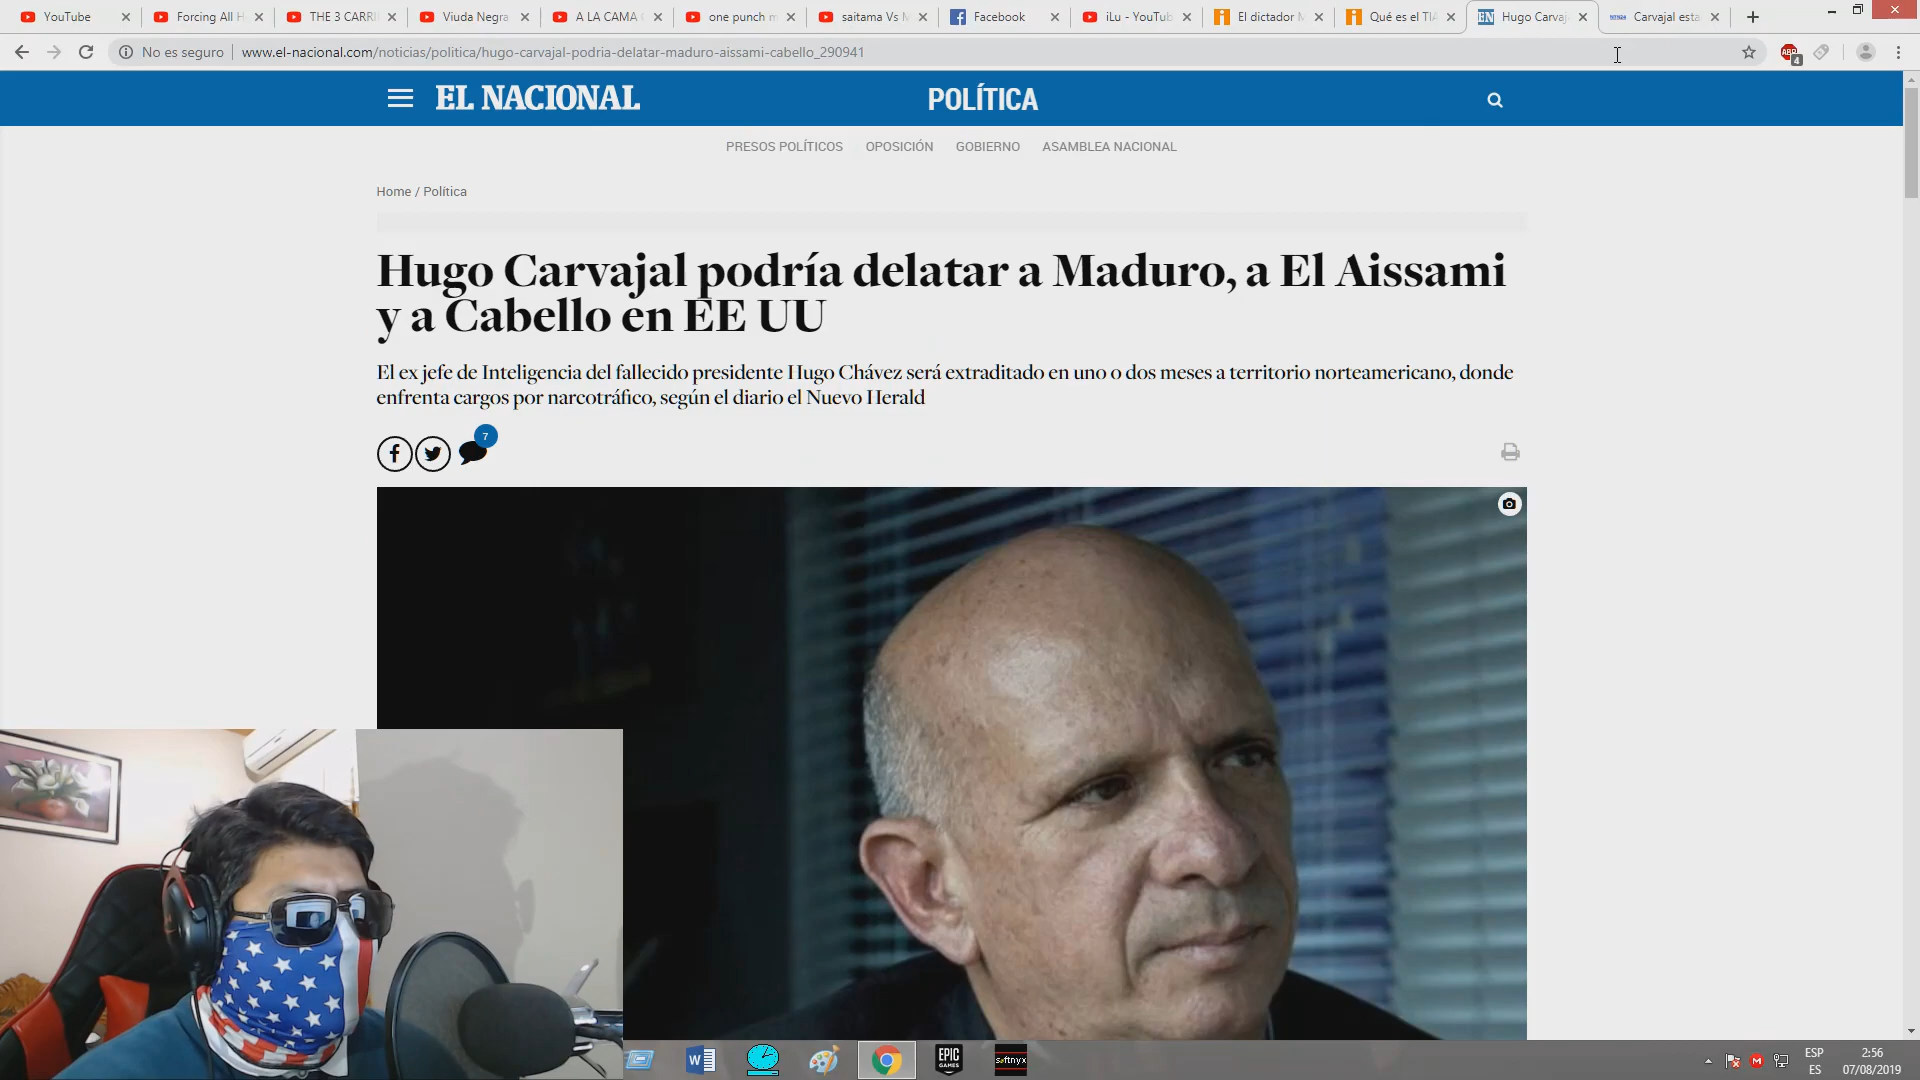 YouTube
Forcing All H
THE 3 CARRI
Viuda Negra
A LA CAMA C
one punch m
saitama Vs M
Facebook
iLu - YouTub
El dictador M
Qué es el TIA
Hugo Carvaj
Carvajal esta
No es seguro
www.el-nacional.com/noticias/politica/hugo-carvajal-podria-delatar-maduro-aissami-cabello_290941
ABP
4
EL NACIONAL
POLÍTICA
PRESOS POLÍTICOS OPOSICIÓN GOBIERNO ASAMBLEA NACIONAL
Home / Política
Hugo Carvajal podría delatar a Maduro, a El Aissami
y a Cabello en EE UU
El ex jefe de Inteligencia del fallecido presidente Hugo Chávez será extraditado en uno o dos meses a territorio norteamericano, donde
enfrenta cargos por narcotráfico, según el diario el Nuevo Herald
7
EPIC
GAMES
softnyx
ESP
ES
2:56
07/08/2019